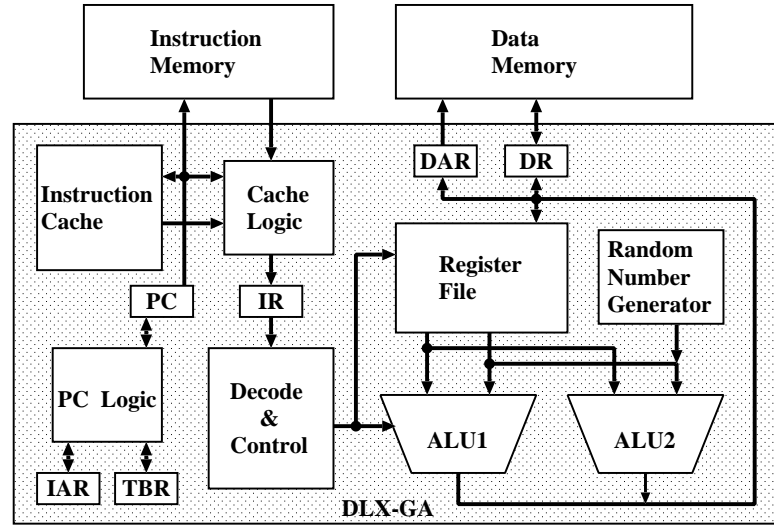 Instruction
Memory
Data
Memory
DAR
DR
Instruction
Cache
Cache
Logic
Register
File
Random
Number
Generator
PC
IR
PC Logic
Decode
&
Control
ALU1
ALU2
IAR
TBR
DLX-GA